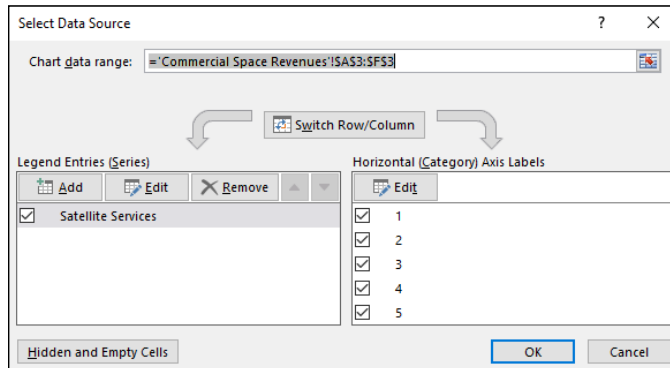 Select Data Source ? X
Chart data range: ='Commercial Space Revenues'!$A$3:$F$3
Switch Row/Column
Legend Entries (Series)
Add Edit Remove
Satellite Services
Horizontal (Category) Axis Labels
Edit
1
2
3
4
5
Hidden and Empty Cells
OK Cancel